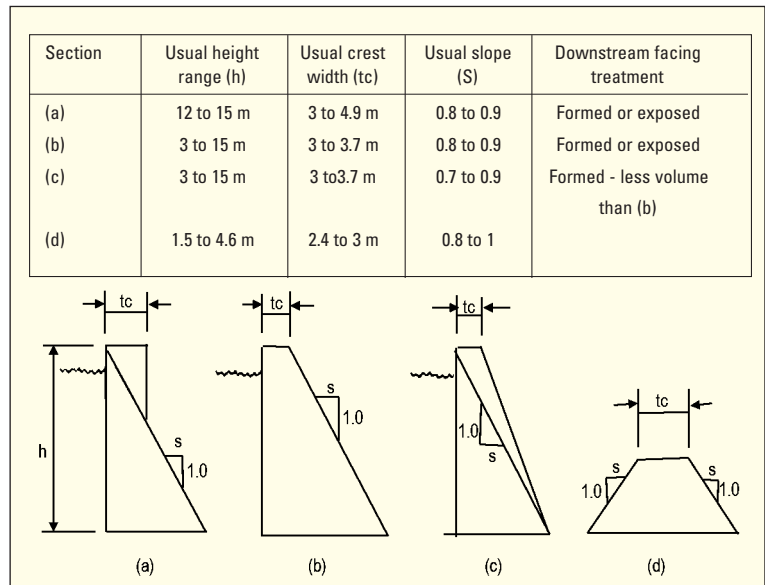 Section Usual height Usual crest Usual slope Downstream facing
range (h) width (tc) (S) treatment
(a) 12 to 15 m 3 to 4.9 m 0.8 to 0.9 Formed or exposed
(b) 3 to 15 m 3 to 3.7 m 0.8 to 0.9 Formed or exposed
(c) 3 to 15 m 3 to3.7 m 0.7 to 0.9 Formed - less volume
than (b)
(d) 1.5 to 4.6 m 2.4 to 3 m 0.8 to 1
tc tc tc
s
1.0
tc
1.0
s
h
s
1.0
s
1.0
s
1.0
(a) (b) (c) (d)